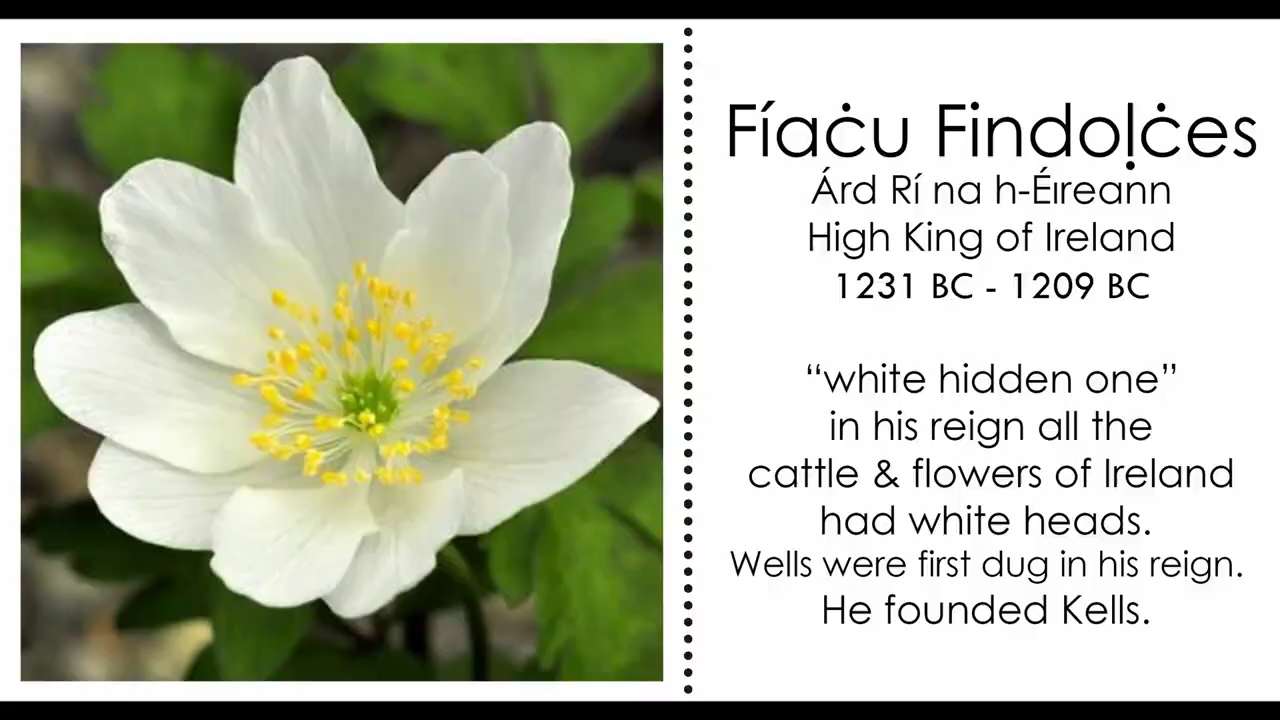 Fíaċu Findoḷċes
Árd Rí na h-Éıreann
High King of Ireland
1231 BC - 1209 BC
“white hidden one”
in his reign all the
cattle & flowers of Ireland
had white heads.
Wells were first dug in his reign.
He founded Kells.